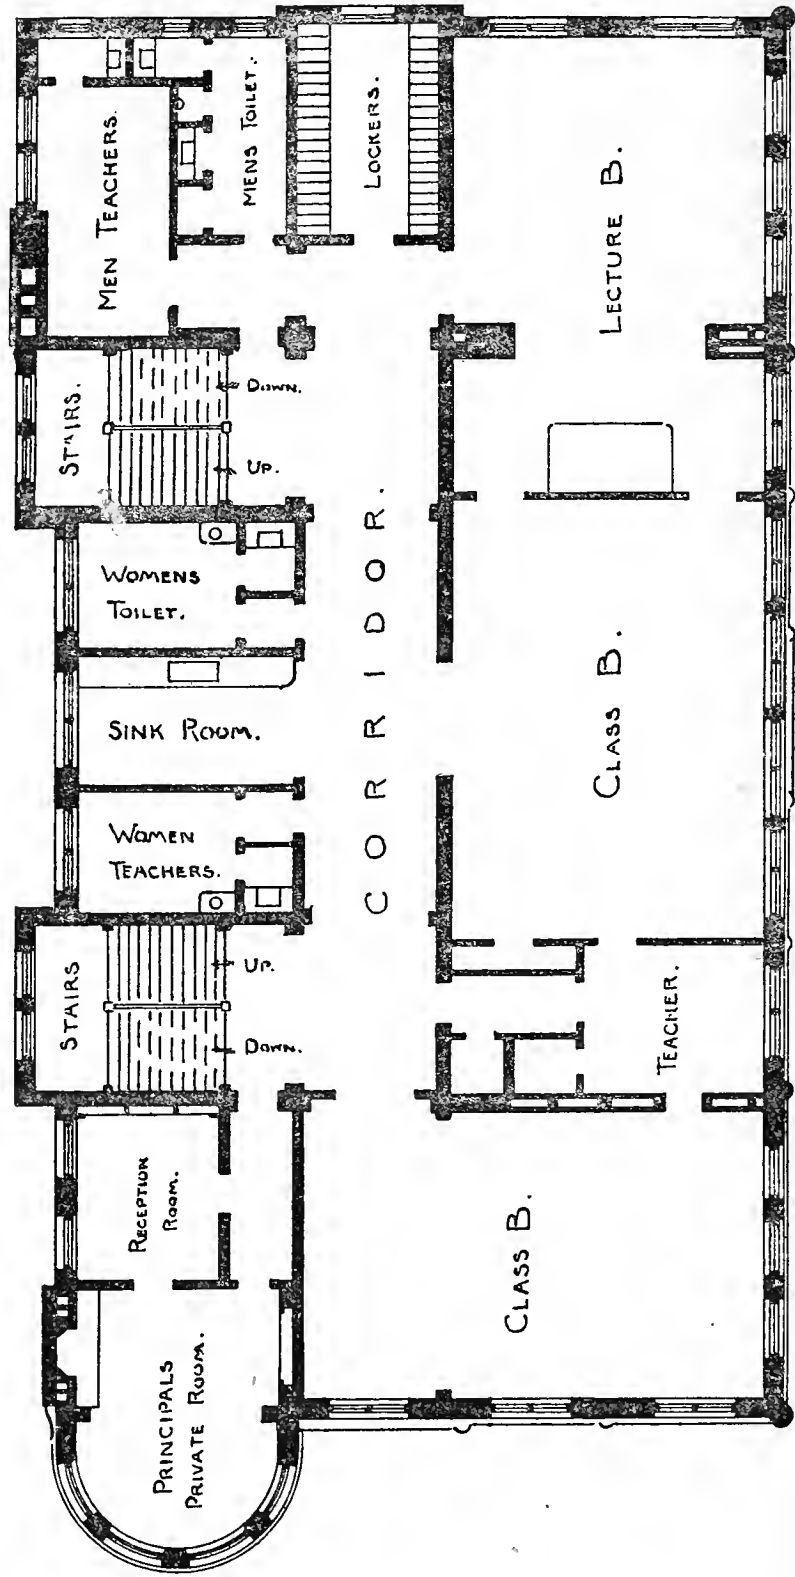 MEN TEACHERS.
MENS TOILET.
LOCKERS.
LECTURE B.
STAIRS.
DOWN.
UP.
WOMENS
TOILET.
CORRIDOR.
SINK ROOM.
CLASS B.
WOMEN
TEACHERS.
STAIRS
UP.
DOWN.
TEACHER.
RECEPTION
ROOM.
CLASS B.
PRINCIPALS
PRIVATE ROOM.